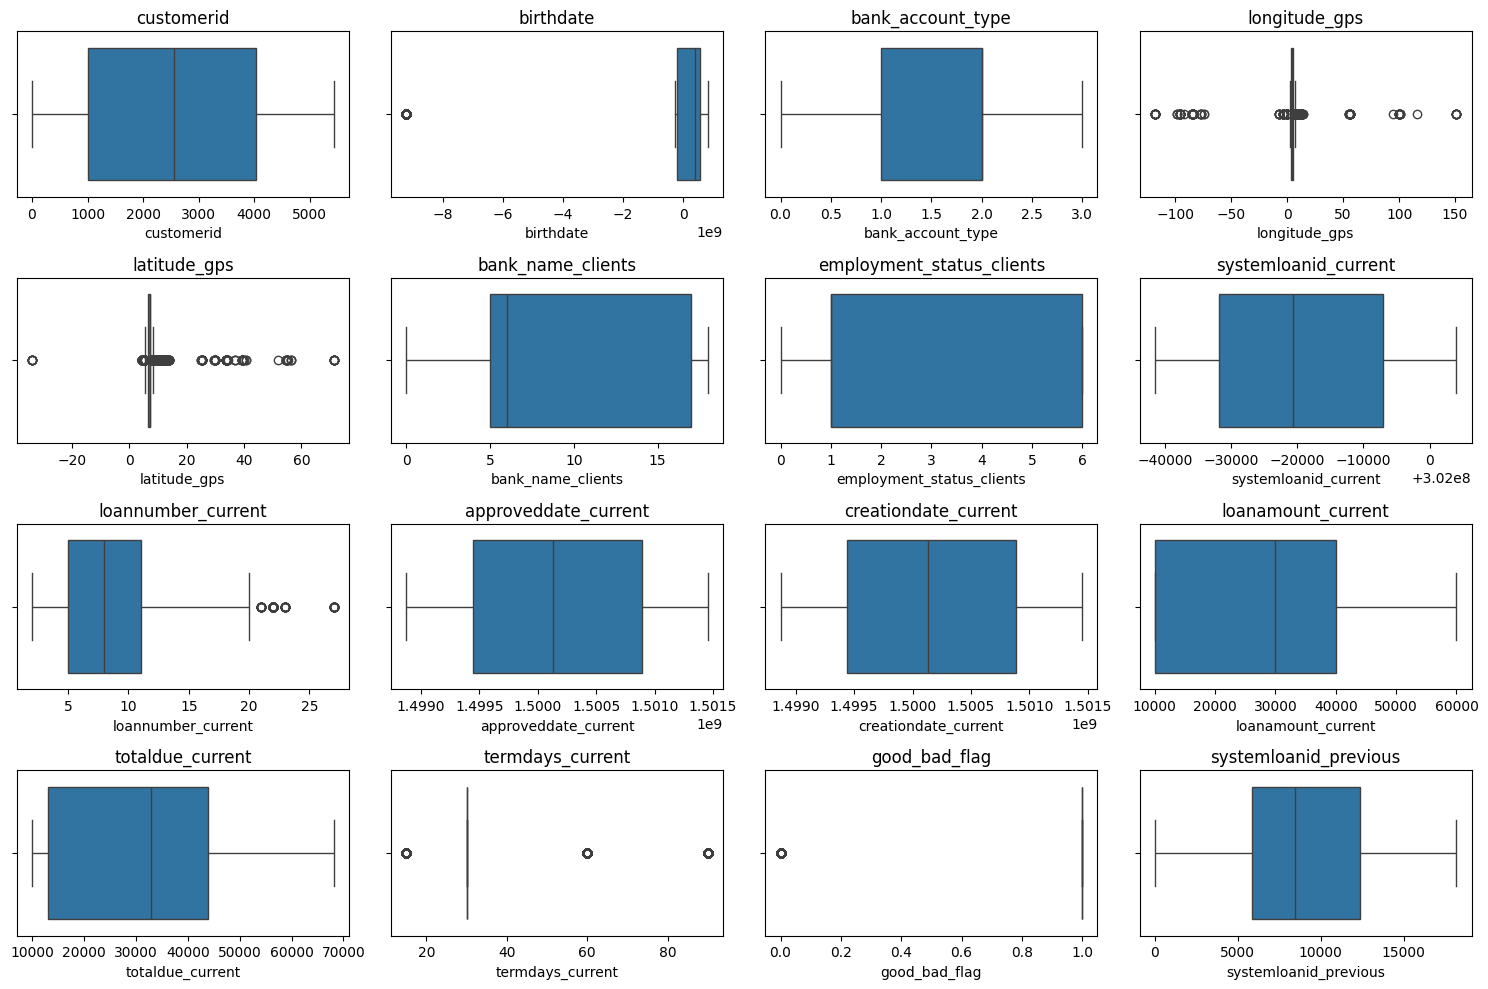 customerid birthdate bank_account_type longitude_gps
0 1000 2000 3000 4000 5000 −8 −6 −4 −2 0 0.0 0.5 1.0 1.5 2.0 2.5 3.0 −100 −50 0 50 100 150
customerid birthdate 1e9 bank_account_type longitude_gps
latitude_gps bank_name_clients employment_status_clients systemloanid_current
−20 0 20 40 60 0 5 10 15 0 1 2 3 4 5 6 −40000 −30000 −20000 −10000 0
latitude_gps bank_name_clients employment_status_clients systemloanid_current +3.02e8
loannumber_current approveddate_current creationdate_current loanamount_current
5 10 15 20 25 1.4990 1.4995 1.5000 1.5005 1.5010 1.5015 1.4990 1.4995 1.5000 1.5005 1.5010 1.5015 10000 20000 30000 40000 50000 60000
loannumber_current approveddate_current 1e9 creationdate_current 1e9 loanamount_current
totaldue_current termdays_current good_bad_flag systemloanid_previous
10000 20000 30000 40000 50000 60000 70000 20 40 60 80 0.0 0.2 0.4 0.6 0.8 1.0 0 5000 10000 15000
totaldue_current termdays_current good_bad_flag systemloanid_previous